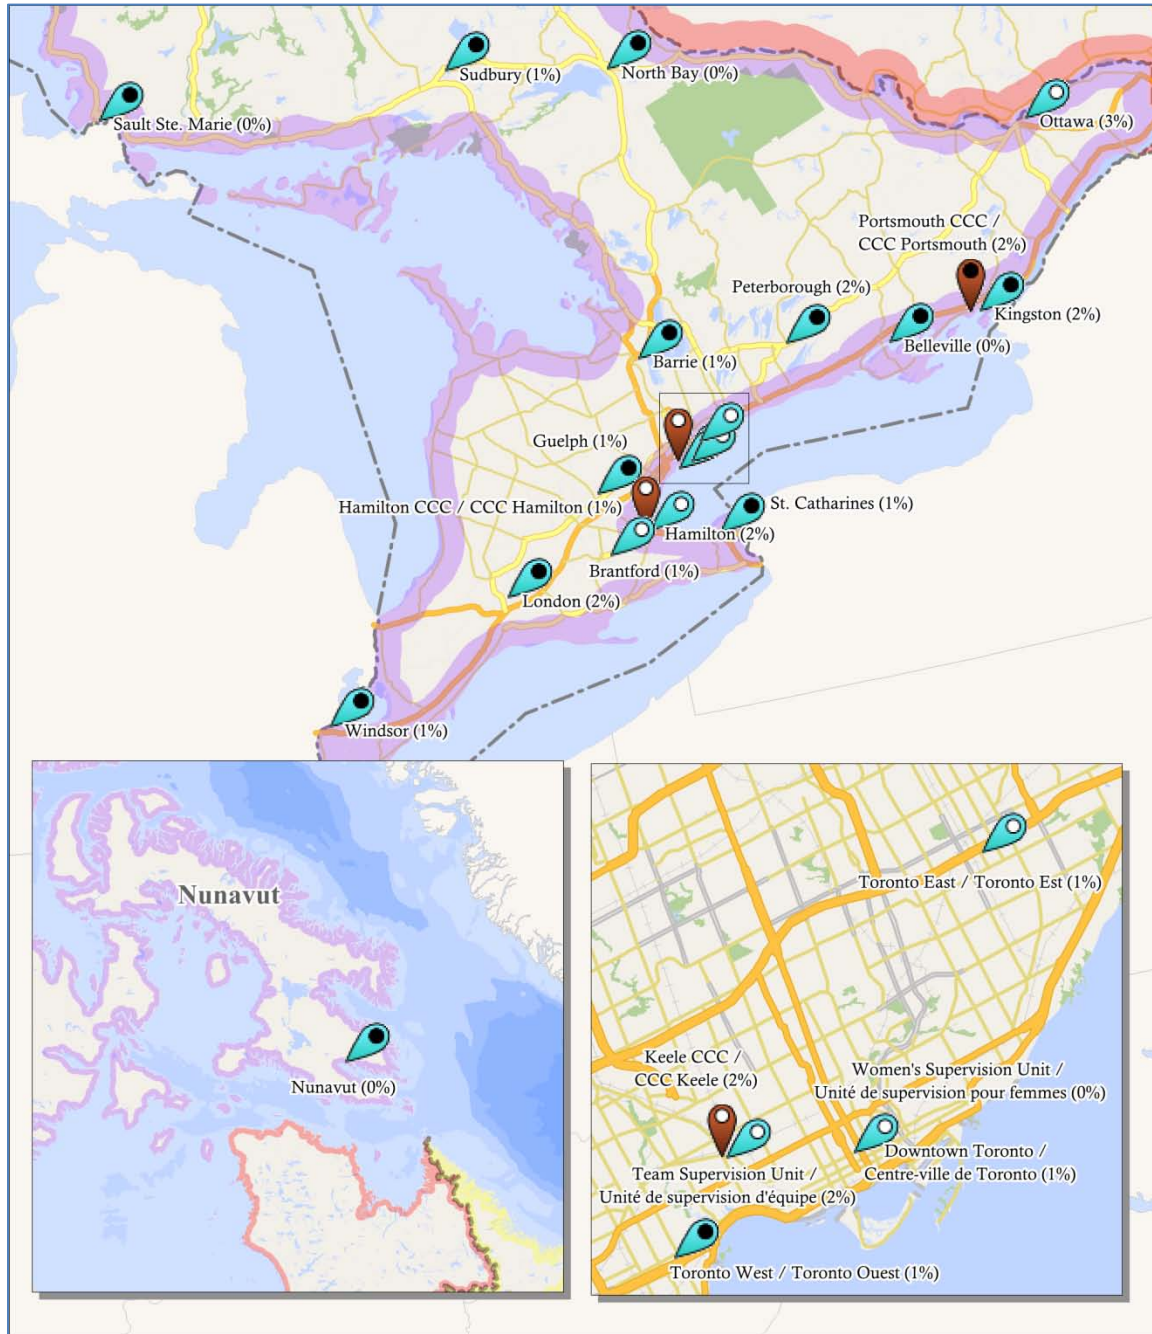 Sudbury (1%)
North Bay (0%)
Sault Ste. Marie (0%)
Ottawa (3%)
Portsmouth CCC /
CCC Portsmouth (2%)
Peterborough (2%)
Kingston (2%)
Belleville (0%)
Barrie (1%)
Guelph (1%)
Hamilton CCC / CCC Hamilton (1%)
St. Catharines (1%)
Hamilton (2%)
Brantford (1%)
London (2%)
Windsor (1%)
Nunavut
Nunavut (0%)
Toronto East / Toronto Est (1%)
Keele CCC /
CCC Keele (2%)
Women's Supervision Unit /
Unité de supervision pour femmes (0%)
Downtown Toronto /
Centre-ville de Toronto (1%)
Team Supervision Unit /
Unité de supervision d'équipe (2%)
Toronto West / Toronto Ouest (1%)